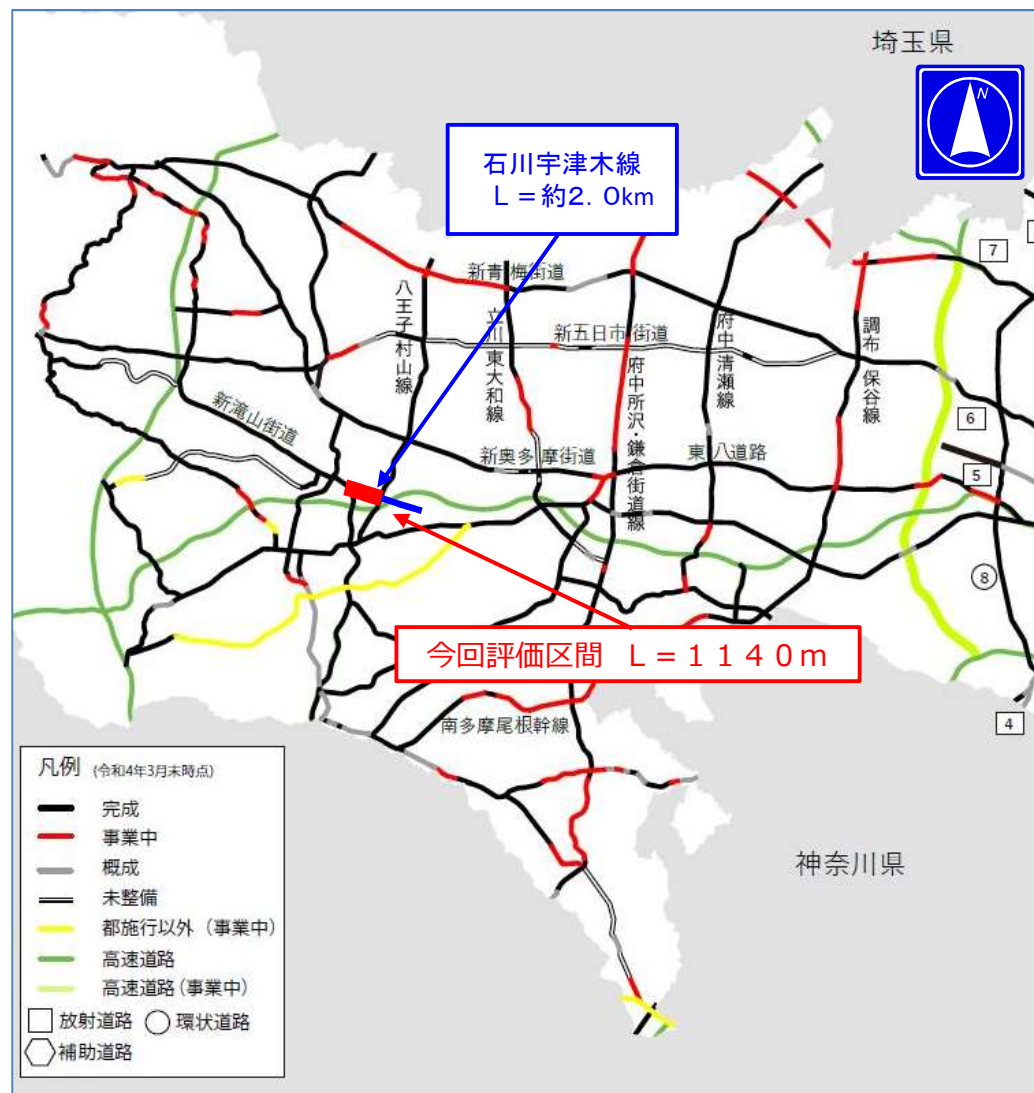 埼玉県
N
石川宇津木線
L=約2.0km
7
新青梅街道
八王子村山線
立川東大和線
新五日市街道
府中所沢・鎌倉街道線
府中清瀬線
調布保谷線
新滝山街道
6
新奥多摩街道
東八道路
5
8
今回評価区間 L=1140m
南多摩尾根幹線
4
凡例 (令和4年3月末時点)
完成
事業中
概成
未整備
都施行以外(事業中)
高速道路
高速道路(事業中)
放射道路 環状道路
補助道路
神奈川県